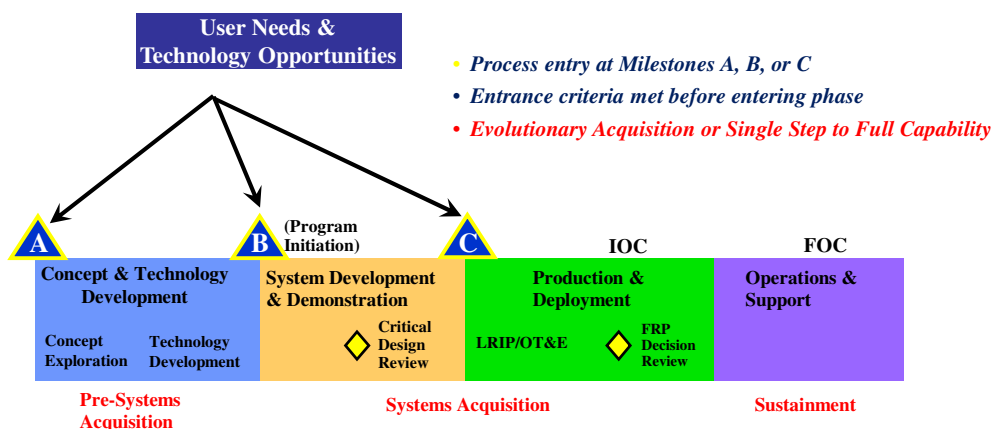 User Needs &
Technology Opportunities
• Process entry at Milestones A, B, or C
• Entrance criteria met before entering phase
• Evolutionary Acquisition or Single Step to Full Capability
A
B
(Program
Initiation)
C
IOC
FOC
Concept & Technology
Development
System Development
& Demonstration
Production &
Deployment
Operations &
Support
Concept
Exploration
Technology
Development
Critical
Design
Review
LRIP/OT&E
FRP
Decision
Review
Pre-Systems
Acquisition
Systems Acquisition
Sustainment